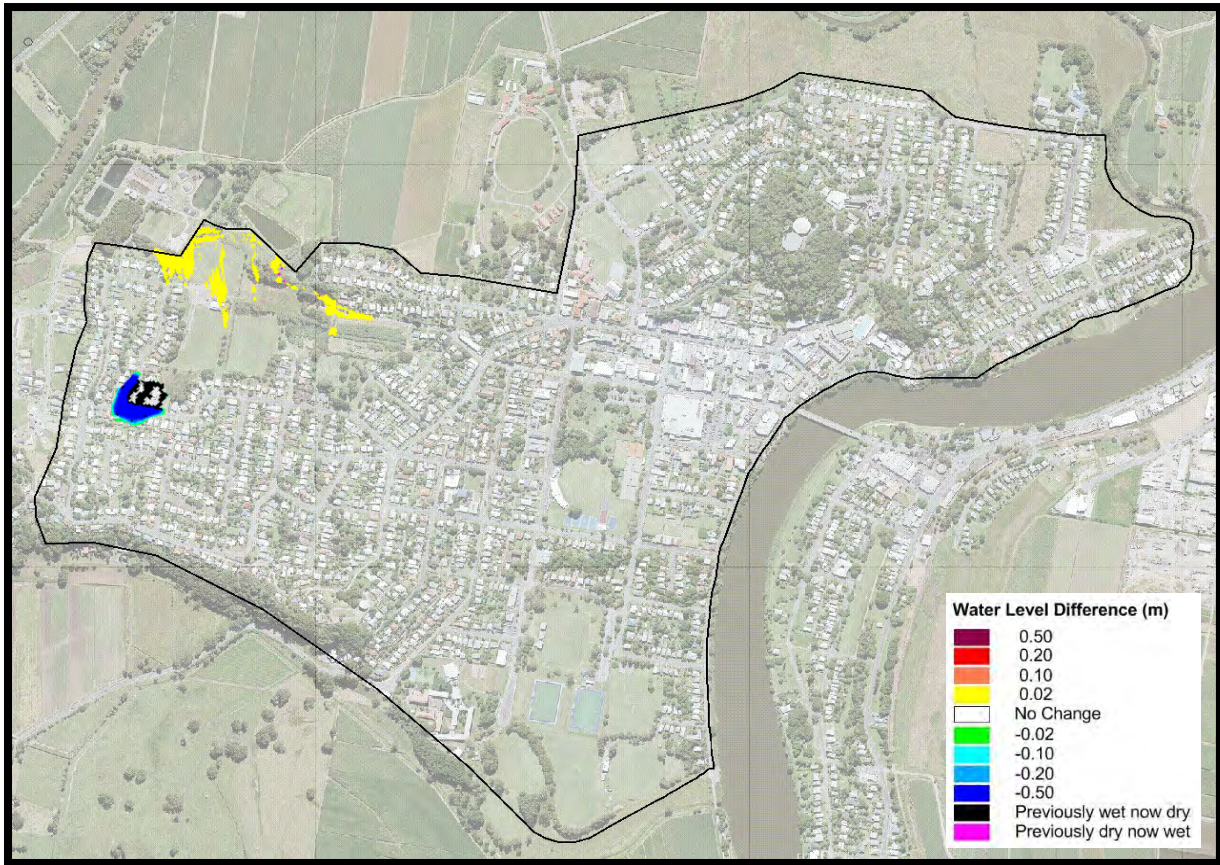 Water Level Difference (m)
0.50
0.20
0.10
0.02
No Change
-0.02
-0.10
-0.20
-0.50
Previously wet now dry
Previously dry now wet